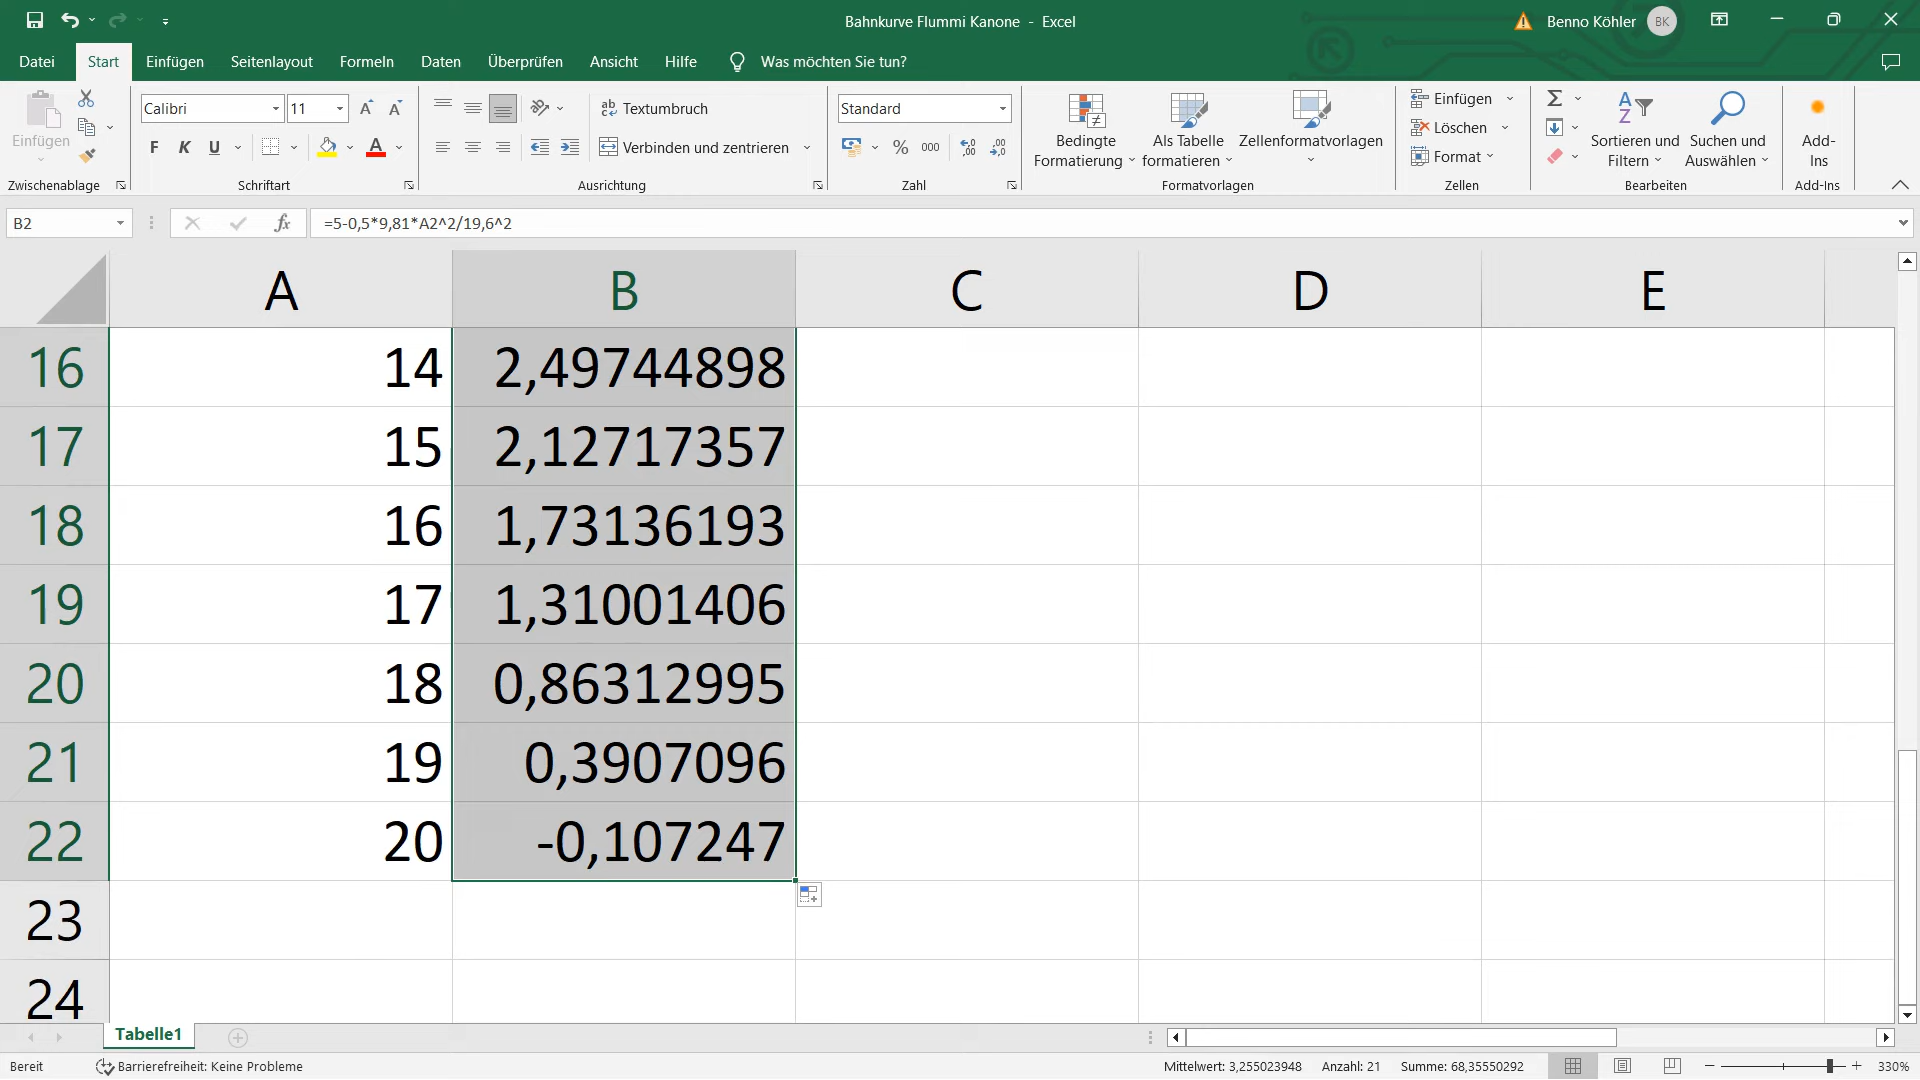 Bahnkurve Flummi Kanone - Excel
Benno Köhler BK
Datei Start Einfügen Seitenlayout Formeln Daten Überprüfen Ansicht Hilfe Was möchten Sie tun?
Einfügen
Zwischenablage
Calibri 11
F K U
Schriftart
Textumbruch
Verbinden und zentrieren
Ausrichtung
Standard
% 000
Zahl
Bedingte Formatierung
Als Tabelle formatieren
Zellenformatvorlagen
Formatvorlagen
Einfügen
Löschen
Format
Zellen
Sortieren und Filtern
Suchen und Auswählen
Bearbeiten
Add-Ins
Add-Ins
B2 fx =5-0,5*9,81*A2^2/19,6^2
A B C D E
16 14 2,49744898
17 15 2,12717357
18 16 1,73136193
19 17 1,31001406
20 18 0,86312995
21 19 0,3907096
22 20 -0,107247
23
24
Tabelle1
Bereit Barrierefreiheit: Keine Probleme Mittelwert: 3,255023948 Anzahl: 21 Summe: 68,35550292 330%